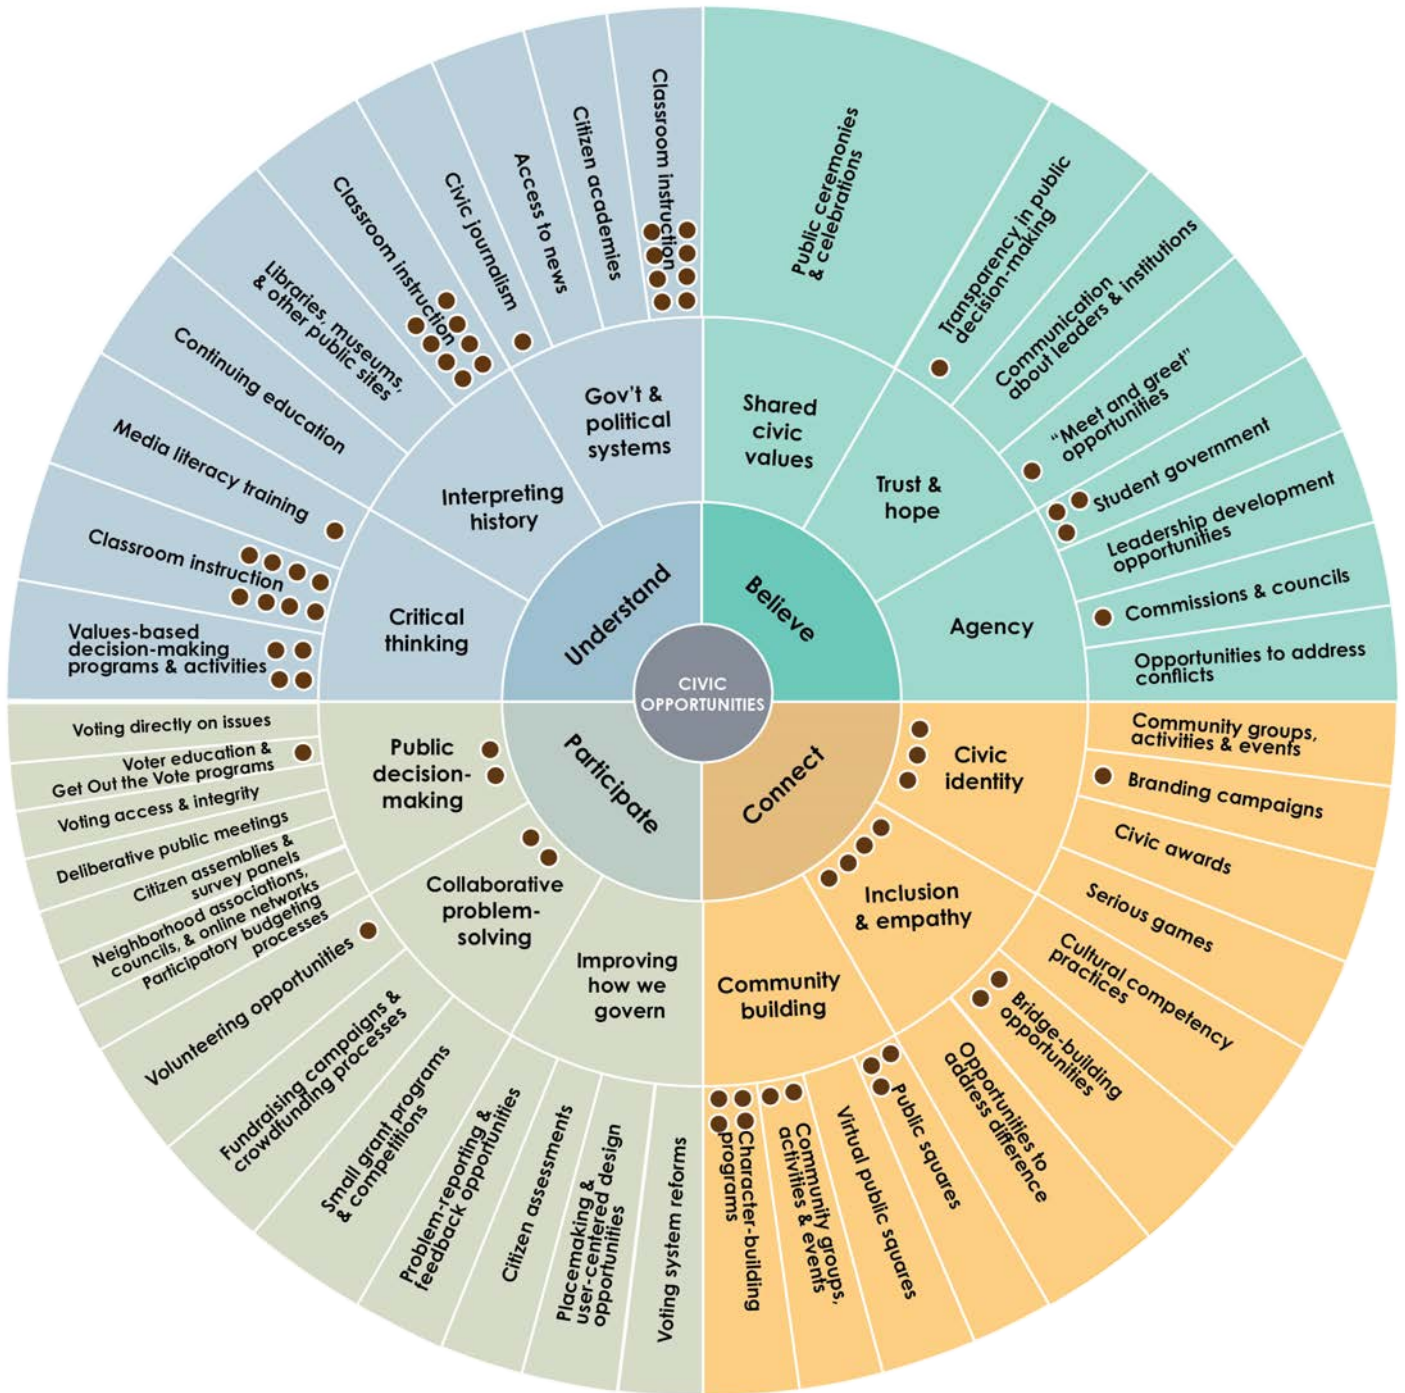 CIVIC
OPPORTUNITIES
Understand
Believe
Connect
Participate
Gov't &
political
systems
Interpreting
history
Critical
thinking
Classroom instruction
Citizen academies
Access to news
Civic journalism
Classroom instruction
Libraries, museums,
& other public sites
Continuing education
Media literacy training
Classroom instruction
Values-based
decision-making
programs & activities
Shared
civic
values
Trust &
hope
Agency
Public ceremonies
& celebrations
Transparency in public
decision-making
Communication
about leaders & institutions
"Meet and greet"
opportunities
Student government
Leadership development
opportunities
Commissions & councils
Opportunities to address
conflicts
Civic
identity
Inclusion
& empathy
Community
building
Community groups,
activities & events
Branding campaigns
Civic awards
Serious games
Cultural competency
practices
Bridge-building
opportunities
Opportunities to
address difference
Public squares
Virtual public squares
Community groups,
activities & events
Character-building
programs
Public
decision-
making
Collaborative
problem-
solving
Improving
how we
govern
Voting directly on issues
Voter education &
Get Out the Vote programs
Voting access & integrity
Deliberative public meetings
Citizen assemblies &
survey panels
Neighborhood associations,
councils, & online networks
Participatory budgeting
processes
Volunteering opportunities
Fundraising campaigns &
crowdfunding processes
Small grant programs
& competitions
Problem-reporting &
feedback opportunities
Citizen assessments
Placemaking &
user-centered design
opportunities
Voting system reforms